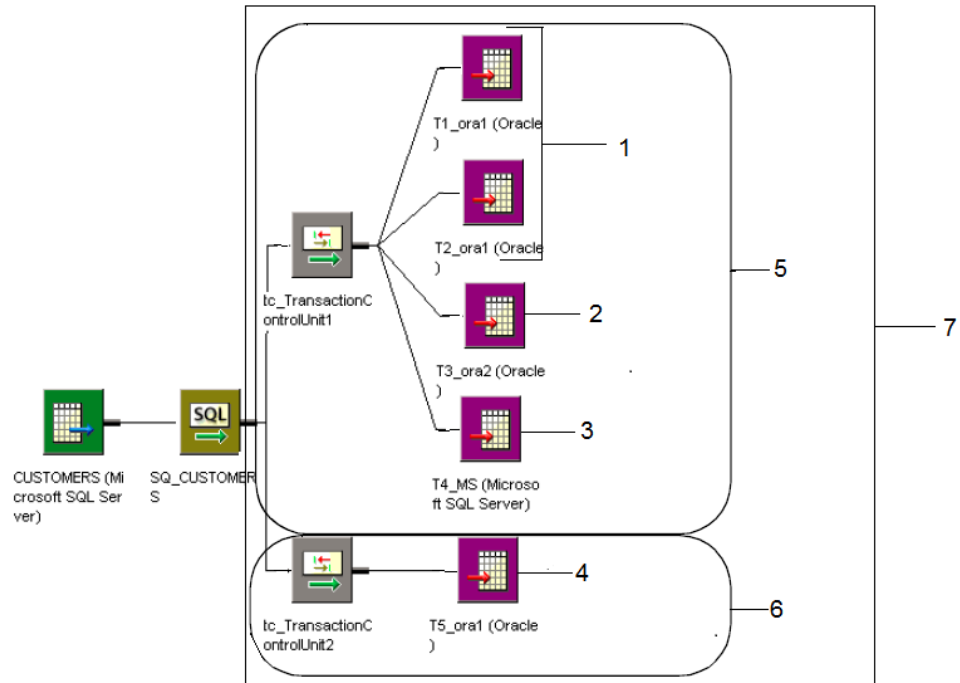 T1_ora1 (Oracle
)
1
T2_ora1 (Oracle
)
tc_TransactionC
ontrolUnit1
5
2
T3_ora2 (Oracle
)
7
SQL
3
CUSTOMERS (Mi
crosoft SQL Ser
ver)
SQ_CUSTOMER
S
T4_MS (Microso
ft SQL Server)
4
6
tc_TransactionC
ontrolUnit2
T5_ora1 (Oracle
)